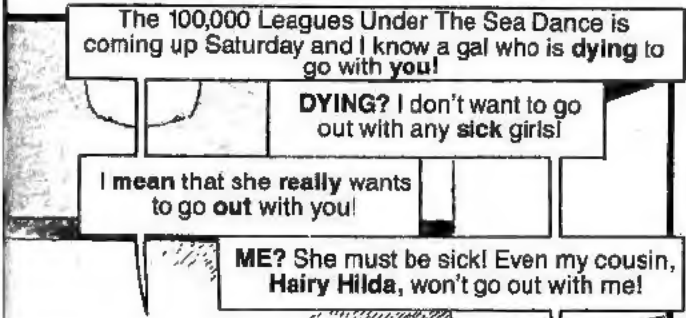 The 100,000 Leagues Under The Sea Dance is
coming up Saturday and I know a gal who is dying to
go with you!
DYING? I don't want to go
out with any sick girls!
I mean that she really wants
to go out with you!
ME? She must be sick! Even my cousin,
Hairy Hilda, won't go out with me!